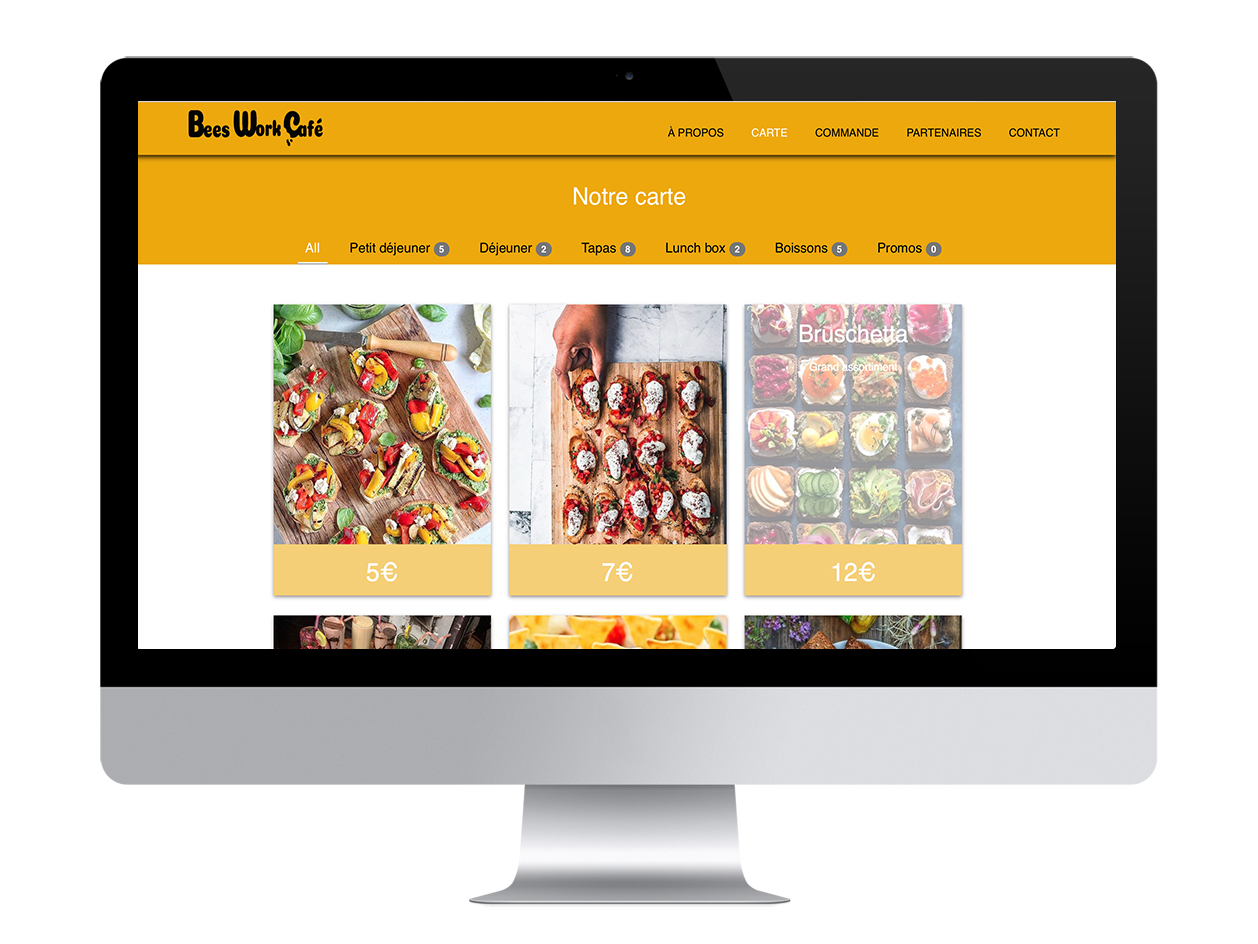 Bees Work Café
À PROPOS CARTE COMMANDE PARTENAIRES CONTACT
Notre carte
All Petit déjeuner 5 Déjeuner 2 Tapas 8 Lunch box 2 Boissons 5 Promos 0
Bruschetta
Grand assortiment
5€ 7€ 12€